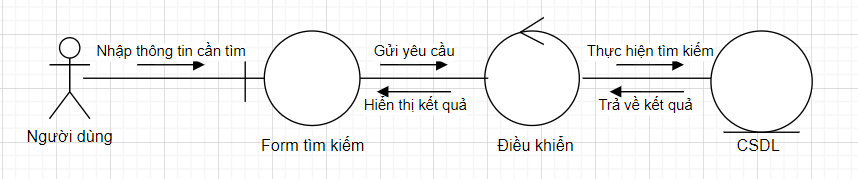 Nhập thông tin cần tìm
Gửi yêu cầu
Thực hiện tìm kiếm
Hiển thị kết quả
Trả về kết quả
Người dùng
Form tìm kiếm
Điều khiển
CSDL